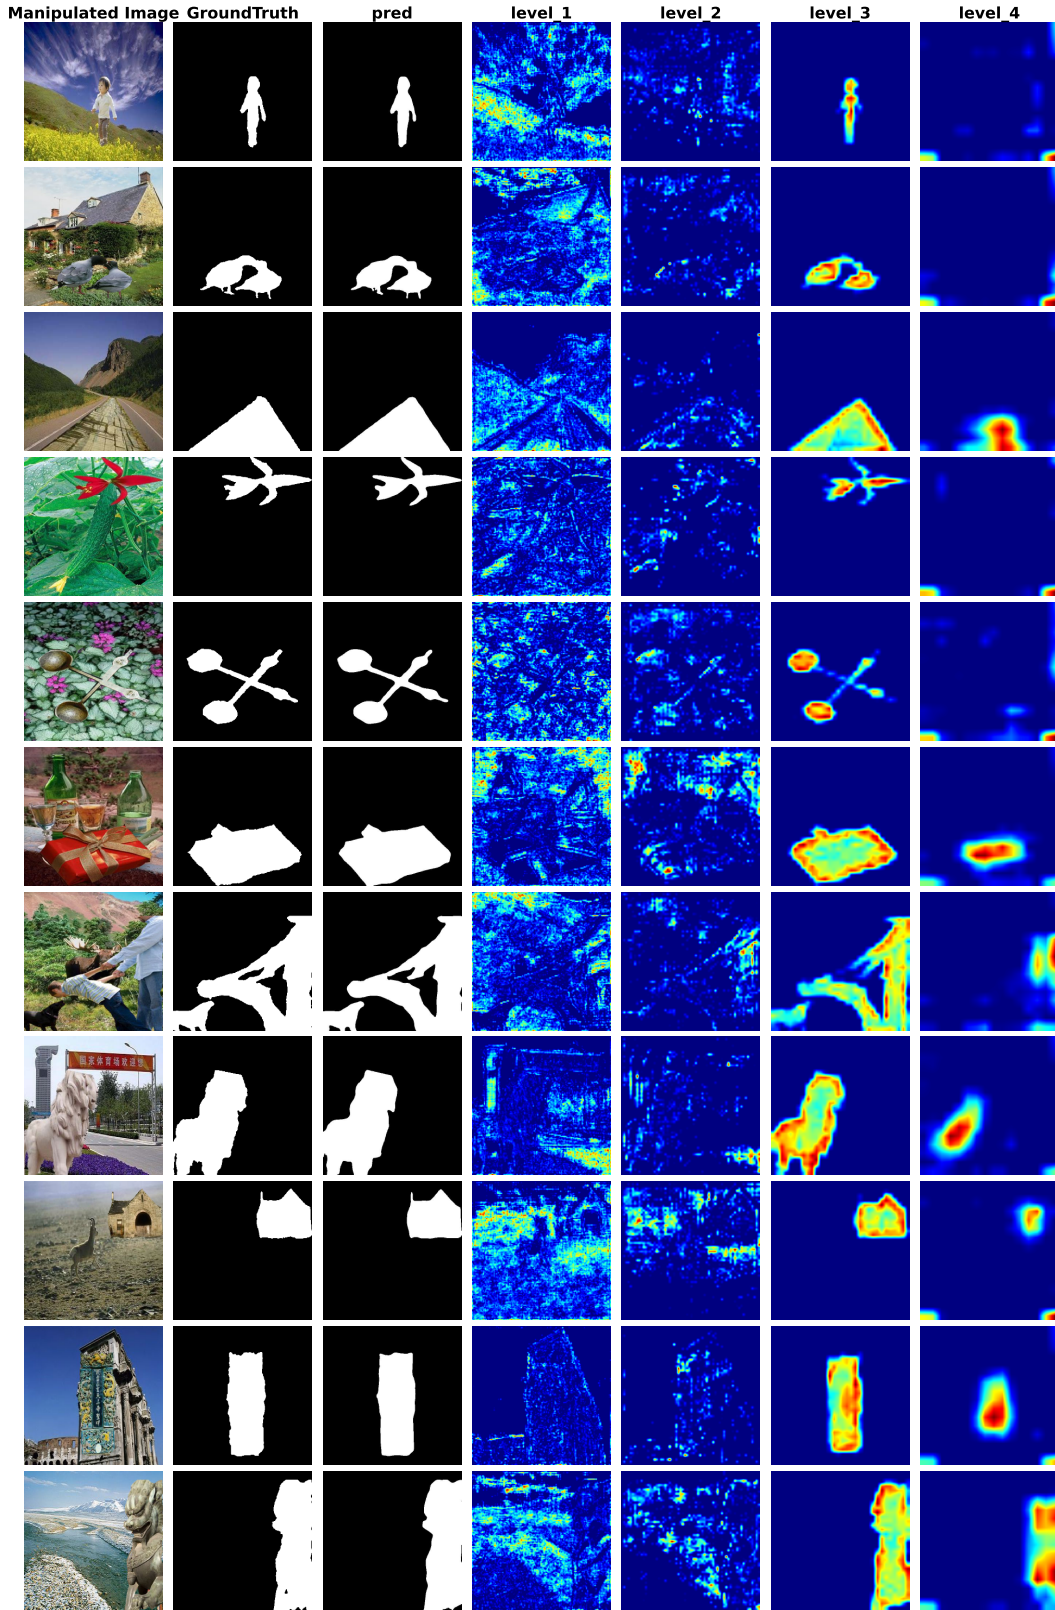 Manipulated Image GroundTruth pred level_1 level_2 level_3 level_4
国家体育场欢迎您